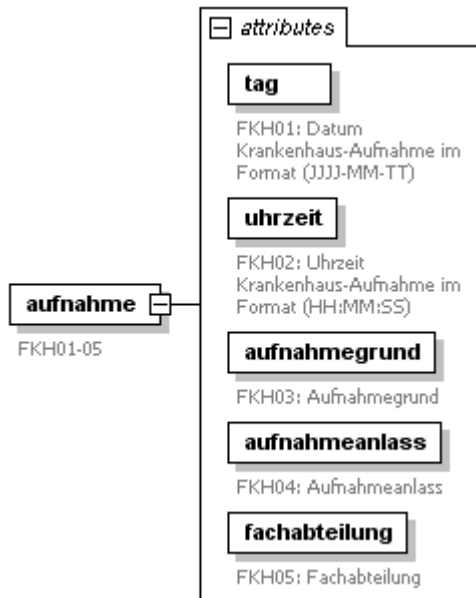 attributes
tag
FKH01: Datum
Krankenhaus-Aufnahme im
Format (JJJJ-MM-TT)
uhrzeit
FKH02: Uhrzeit
Krankenhaus-Aufnahme im
Format (HH:MM:SS)
aufnahme
FKH01-05
aufnahmegrund
FKH03: Aufnahmegrund
aufnahmeanlass
FKH04: Aufnahmeanlass
fachabteilung
FKH05: Fachabteilung